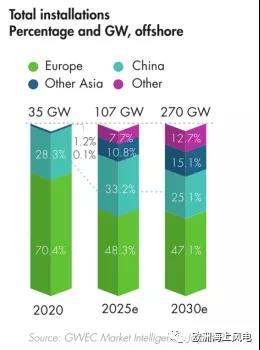 Total installations
Percentage and GW, offshore
Europe
China
Other Asia
Other
35 GW
107 GW
270 GW
1.2%
0.1%
7.7%
12.7%
28.3%
10.8%
15.1%
33.2%
25.1%
70.4%
48.3%
47.1%
2020
2025e
2030e
Source: GWEC Market Intelligence
欧洲海上风电